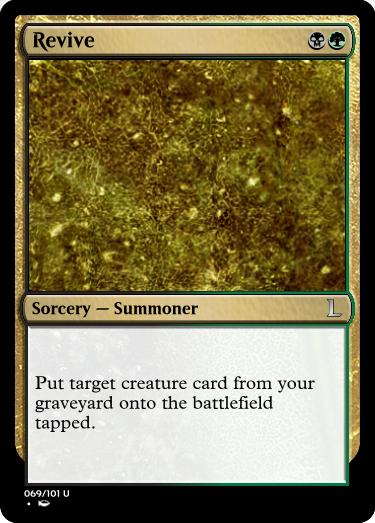 Revive
Sorcery — Summoner
L
Put target creature card from your
graveyard onto the battlefield
tapped.
069/101 U